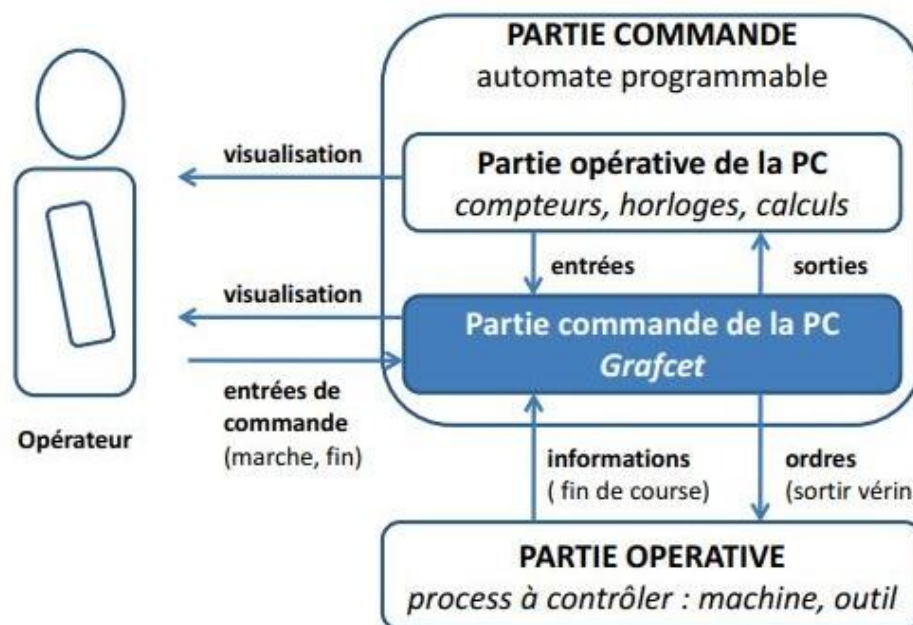 PARTIE COMMANDE
automate programmable
visualisation
Partie opérative de la PC
compteurs, horloges, calculs
entrées
sorties
visualisation
Partie commande de la PC
Grafcet
entrées de
commande
(marche, fin)
Opérateur
informations
( fin de course)
ordres
(sortir vérin
PARTIE OPERATIVE
process à contrôler : machine, outil